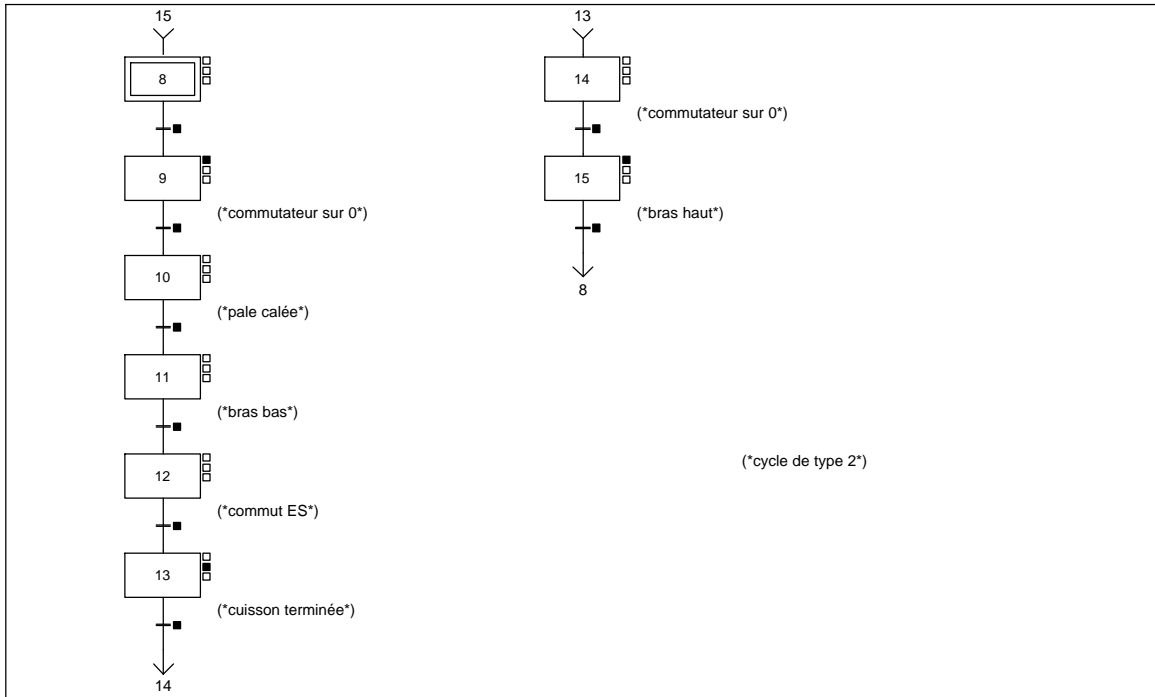 15
8
9
(*commutateur sur 0*)
10
(*pale calée*)
11
(*bras bas*)
12
(*commut ES*)
13
(*cuisson terminée*)
14
13
14
(*commutateur sur 0*)
15
(*bras haut*)
8
(*cycle de type 2*)